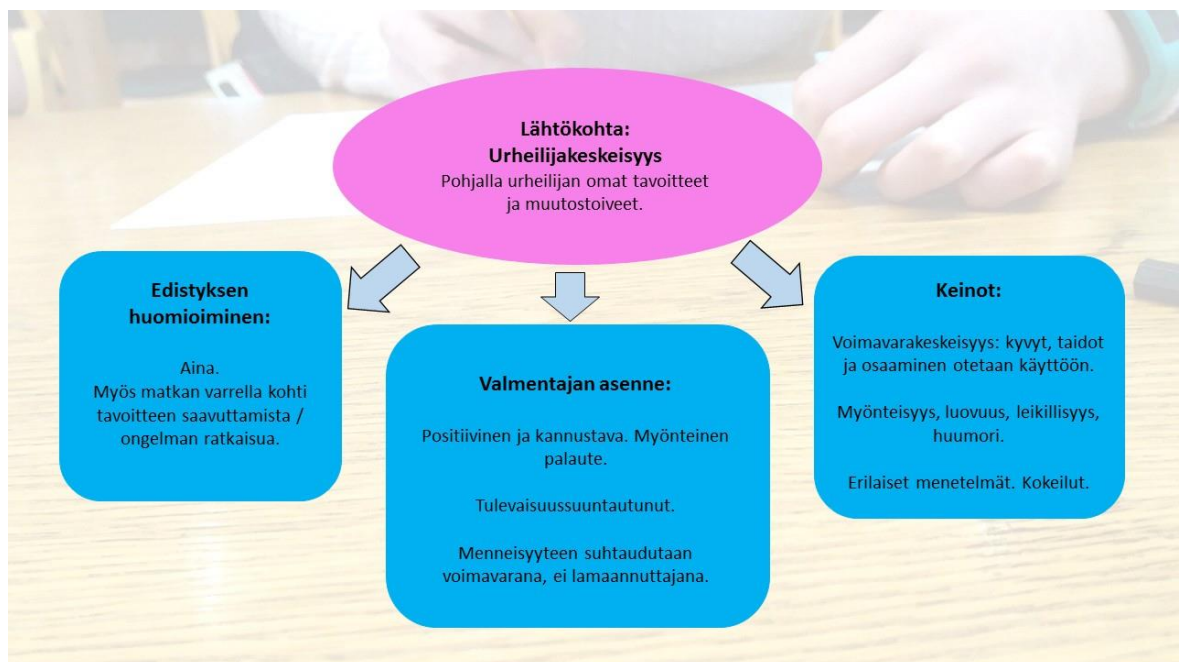 Lähtökohta:
Urheilijakeskeisyys
Pohjalla urheilijan omat tavoitteet
ja muutostoiveet.
Edistyksen
huomioiminen:
Aina.
Myös matkan varrella kohti
tavoitteen saavuttamista /
ongelman ratkaisua.
Valmentajan asenne:
Positiivinen ja kannustava. Myönteinen
palaute.
Tulevaisuussuuntautunut.
Menneisyyteen suhtaudutaan
voimavarana, ei lamaannuttajana.
Keinot:
Voimavarakeskeisyys: kyvyt, taidot
ja osaaminen otetaan käyttöön.
Myönteisyys, luovuus, leikillisyys,
huumori.
Erilaiset menetelmät. Kokeilut.